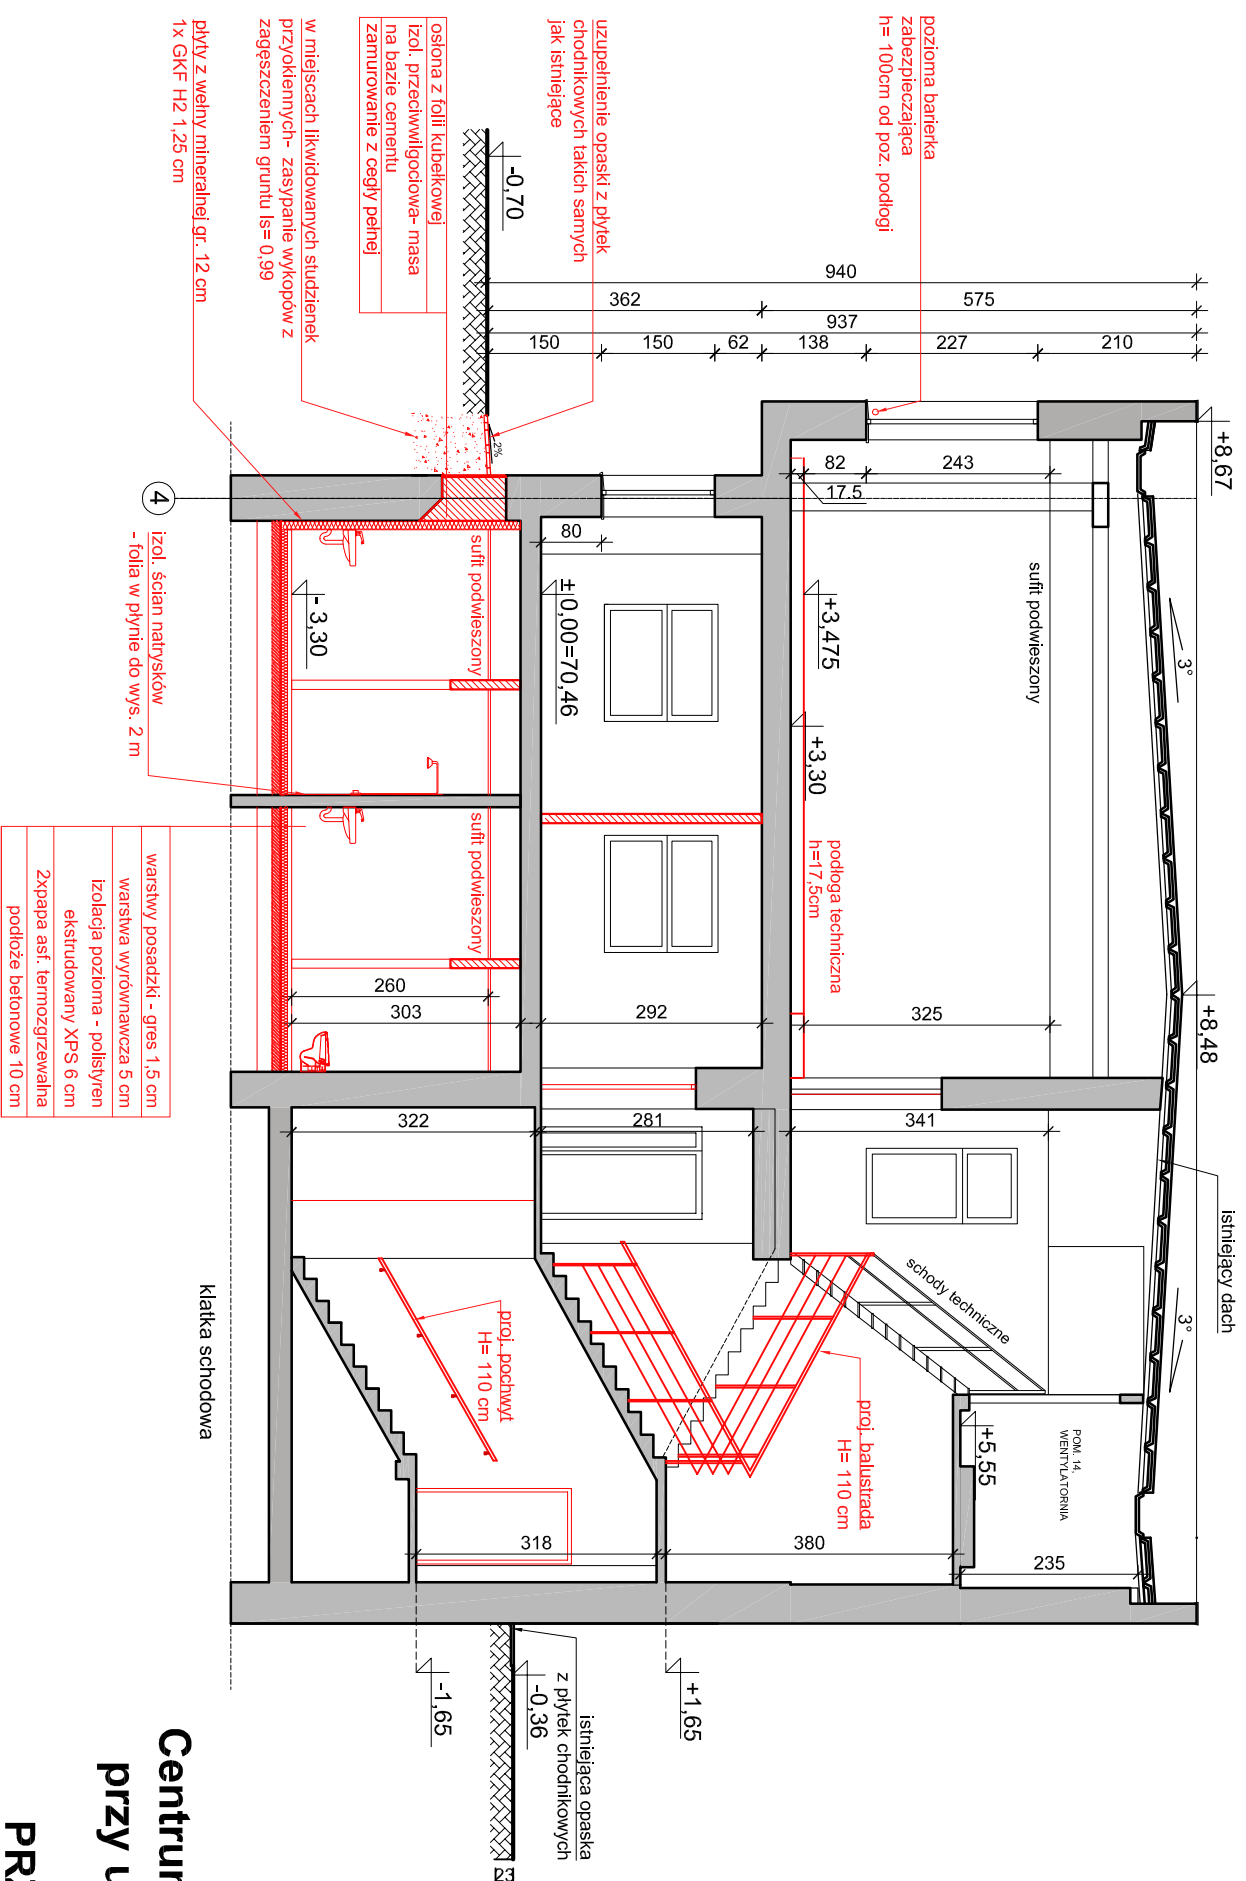 pozioma barierka
zabezpieczająca
h= 100cm od poz. podłogi
uzupełnienie opaski z płytek
chodnikowych takich samych
jak istniejące
osłona z folii kubełkowej
izol. przeciwwilgociowa- masa
na bazie cementu
zamurowanie z cegły pełnej
w miejscach likwidowanych studzienek
przyokiennych- zasypanie wykopów z
zagęszczeniem gruntu Is= 0,99
płyty z wełny mineralnej gr. 12 cm
1x GKF H2 1,25 cm
-0,70
940
362
575
937
150
150
62
138
227
210
+8,67
2%
82
243
17.5
4
80
sufit podwieszony
3°
+3,475
±0,00=70,46
sufit podwieszony
- 3,30
izol. ścian natrysków
- folia w płynie do wys. 2 m
+3,30
podłoga techniczna
h=17,5cm
sufit podwieszony
warstwy posadzki - gres 1,5 cm
warstwa wyrównawcza 5 cm
izolacja pozioma - polistyren
ekstrudowany XPS 6 cm
2xpapa asf. termozgrzewalna
podłoże betonowe 10 cm
260
303
292
325
+8,48
322
281
341
istniejący dach
schody techniczne
3°
klatka schodowa
proj. pochwyt
H= 110 cm
proj. balustrada
H= 110 cm
+5,55
POM. 14.
WENTYLATORNIA
318
380
235
-1,65
-0,36
+1,65
istniejąca opaska
z płytek chodnikowych
23